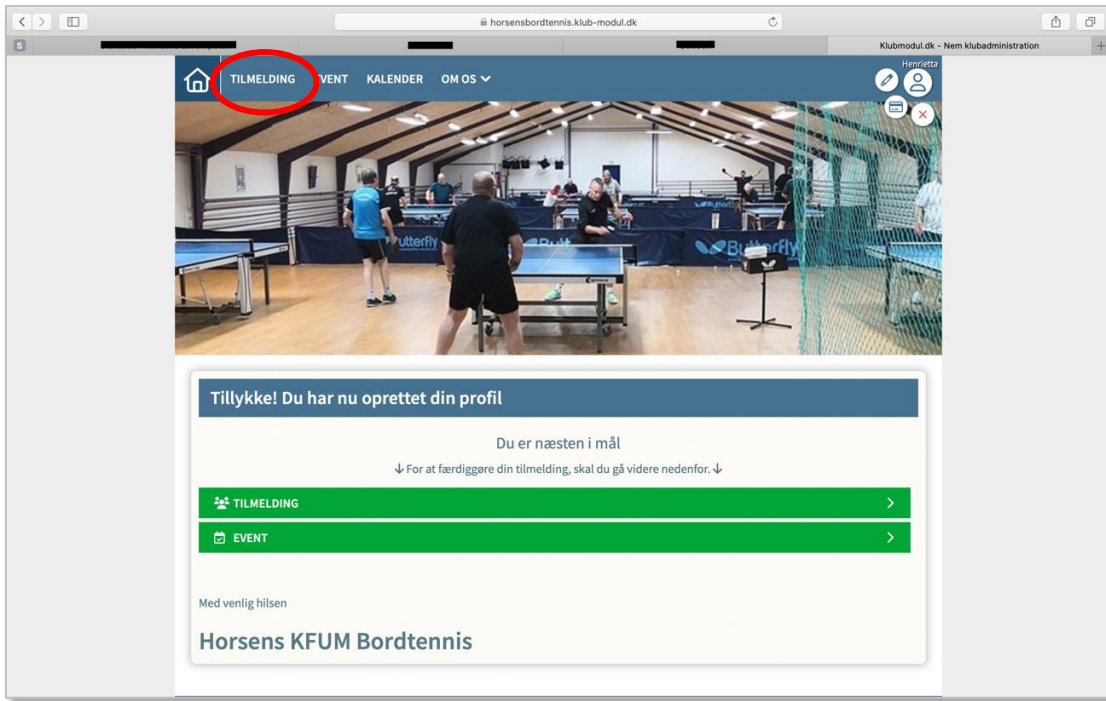 horsensbordtennis.klub-modul.dk
S
Klubmodul.dk - Nem klubadministration
TILMELDING
EVENT
KALENDER
OM OS
Henrietta
Butterfly
Butterfly
Tillykke! Du har nu oprettet din profil
Du er næsten i mål
↓ For at færdiggøre din tilmelding, skal du gå videre nedenfor. ↓
TILMELDING
EVENT
Med venlig hilsen
Horsens KFUM Bordtennis